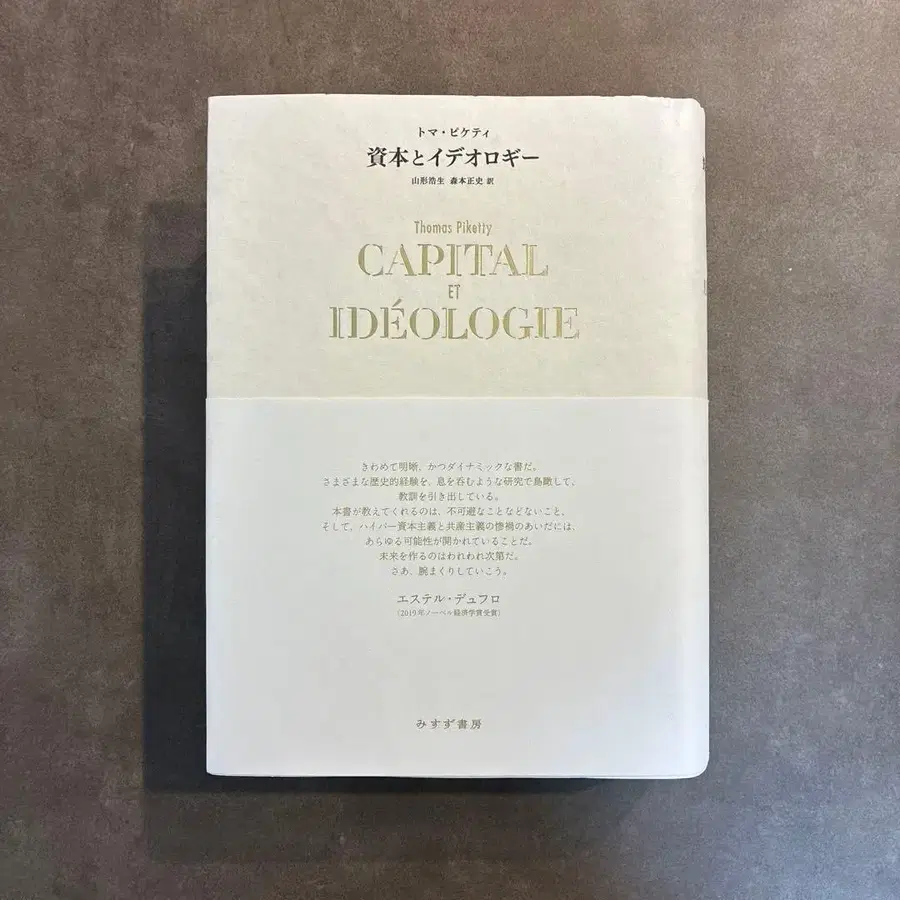 トマ・ピケティ
資本とイデオロギー
山形浩生 森本正史 訳
Thomas Piketty
CAPITAL
ET
IDÉOLOGIE
きわめて明晰、かつダイナミックな書だ。
さまざまな歴史的経験を、息を呑むような研究で鳥瞰して、
教訓を引き出している。
本書が教えてくれるのは、不可避なことなどないこと、
そして、ハイパー資本主義と共産主義の惨禍のあいだには、
あらゆる可能性が開かれていることだ。
未来を作るのはわれわれ次第だ。
さあ、腕まくりしていこう。
エステル・デュフロ
(2019年ノーベル経済学賞受賞)
みすず書房